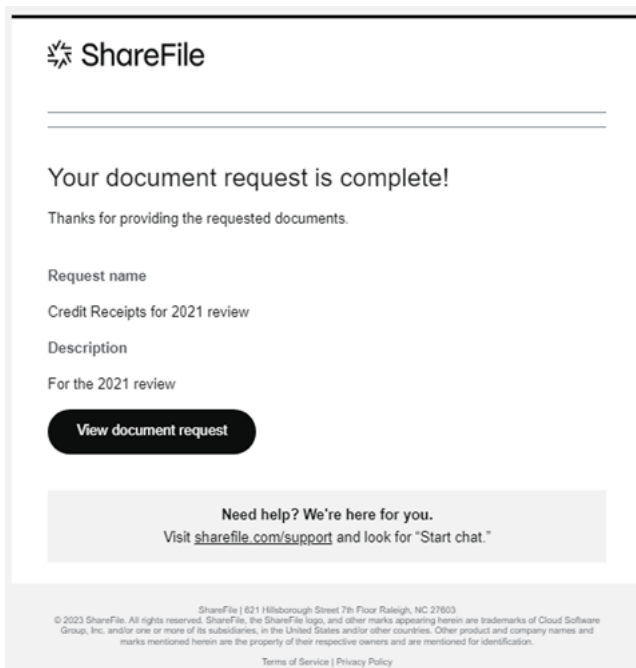 ShareFile
Your document request is complete!
Thanks for providing the requested documents.
Request name
Credit Receipts for 2021 review
Description
For the 2021 review
View document request
Need help? We're here for you.
Visit sharefile.com/support and look for “Start chat.”
ShareFile | 621 Hillsborough Street 7th Floor Raleigh, NC 27603
© 2023 ShareFile. All rights reserved. ShareFile, the ShareFile logo, and other marks appearing herein are trademarks of Cloud Software
Group, Inc. and/or one or more of its subsidiaries, in the United States and/or other countries. Other product and company names and
marks mentioned herein are the property of their respective owners and are mentioned for identification.
Terms of Service | Privacy Policy